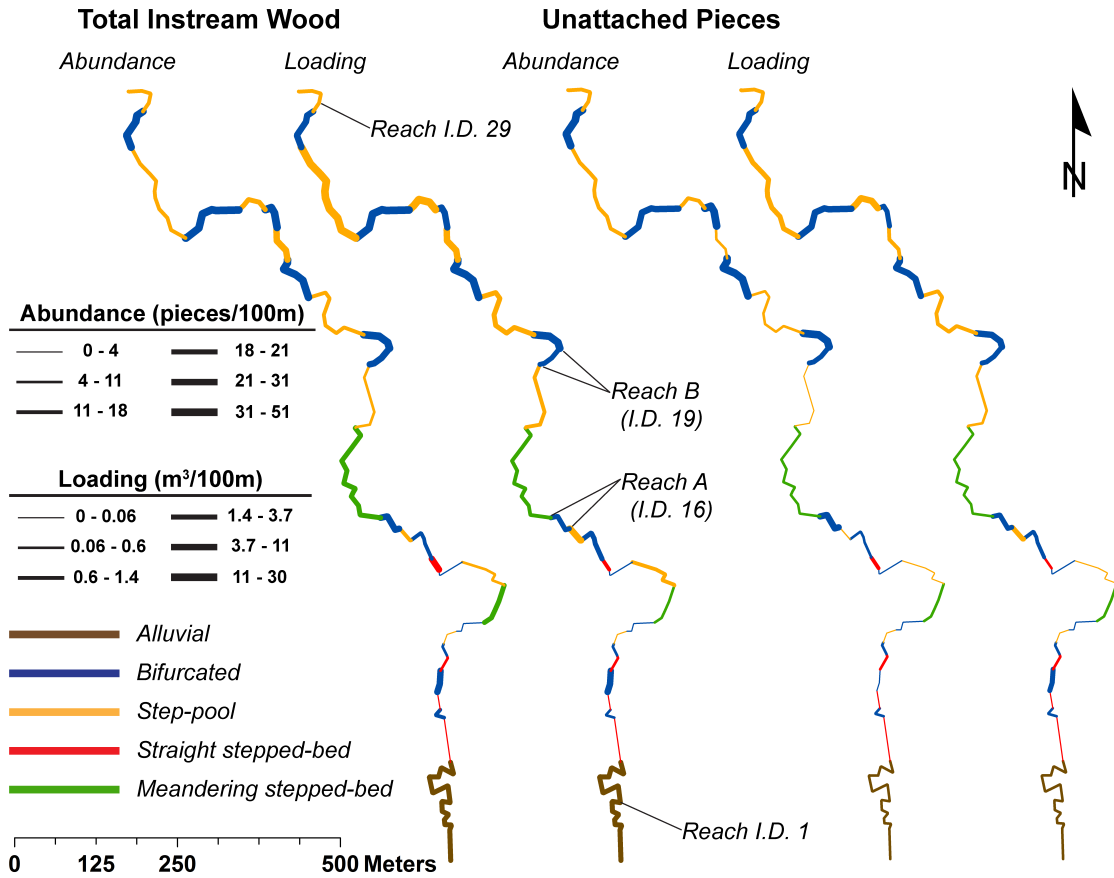 Total Instream Wood
Unattached Pieces
Abundance
Loading
Abundance
Loading
Reach I.D. 29
N
Abundance (pieces/100m)
0 - 4
18 - 21
4 - 11
21 - 31
11 - 18
31 - 51
Reach B
(I.D. 19)
Loading (m³/100m)
0 - 0.06
1.4 - 3.7
0.06 - 0.6
3.7 - 11
0.6 - 1.4
11 - 30
Reach A
(I.D. 16)
Alluvial
Bifurcated
Step-pool
Straight stepped-bed
Meandering stepped-bed
Reach I.D. 1
0 125 250 500 Meters